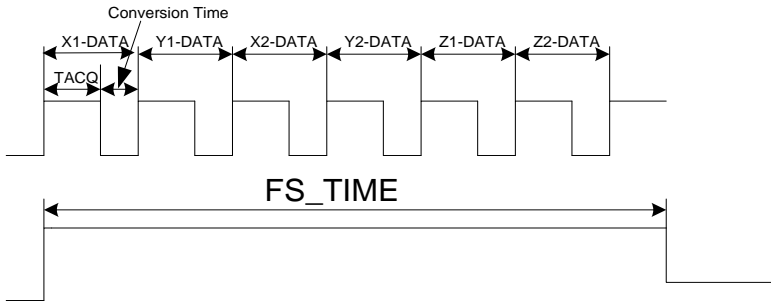 Conversion Time
X1-DATA Y1-DATA X2-DATA Y2-DATA Z1-DATA Z2-DATA
TACQ
FS_TIME